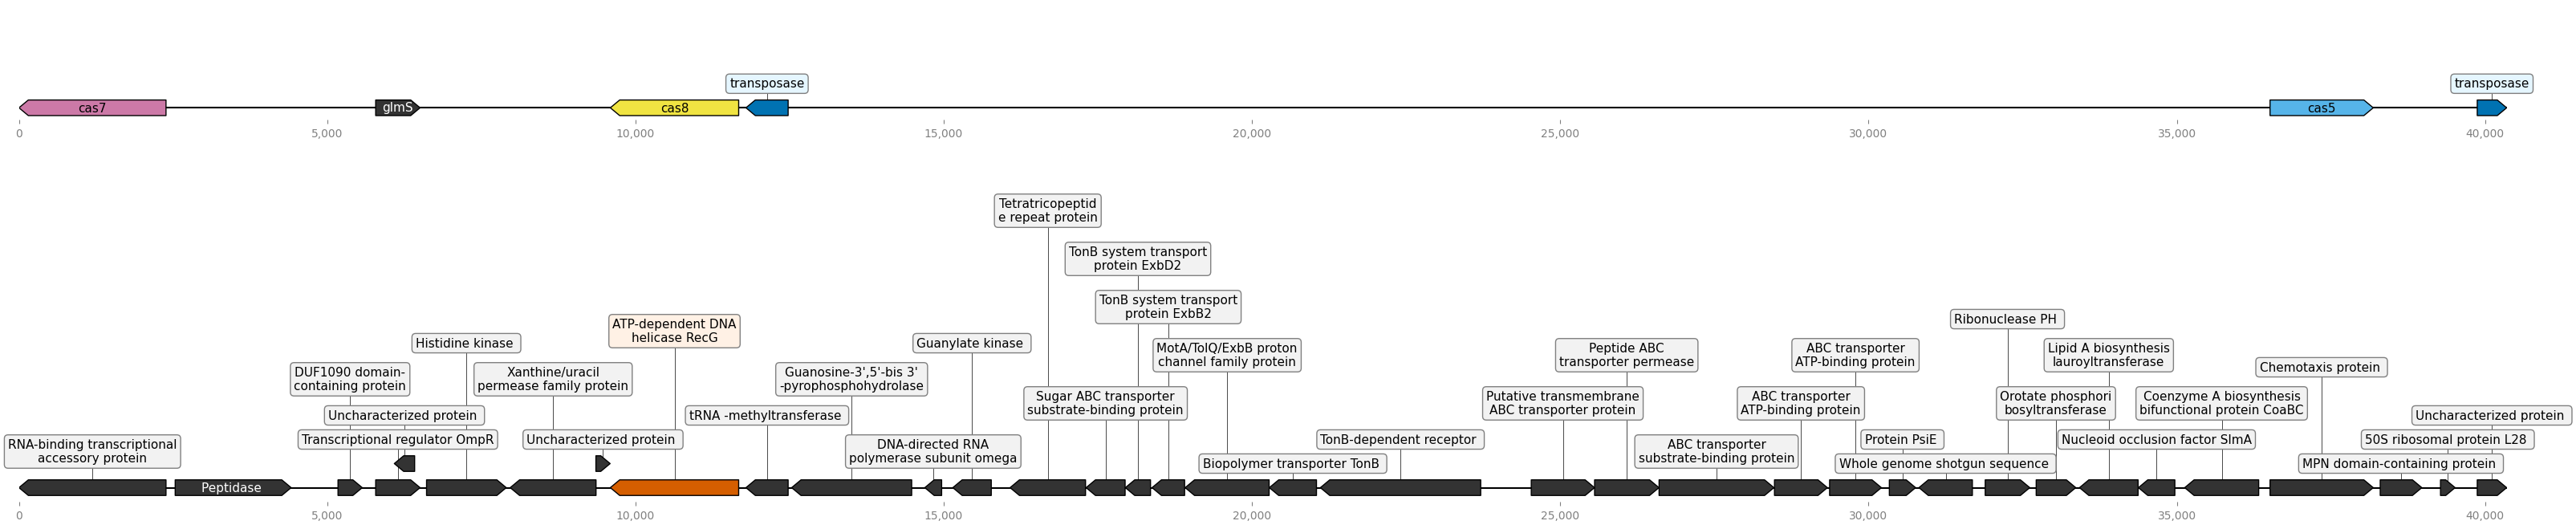 transposase
transposase
cas7
glmS
cas8
cas5
0
5,000
10,000
15,000
20,000
25,000
30,000
35,000
40,000
Tetratricopeptid
e repeat protein
TonB system transport
protein ExbD2
TonB system transport
protein ExbB2
Ribonuclease PH
ATP-dependent DNA
helicase RecG
Histidine kinase
Guanylate kinase
MotA/TolQ/ExbB proton
channel family protein
Peptide ABC
transporter permease
ABC transporter
ATP-binding protein
Lipid A biosynthesis
lauroyltransferase
Chemotaxis protein
DUF1090 domain-
containing protein
Xanthine/uracil
permease family protein
Guanosine-3',5'-bis 3'
-pyrophosphohydrolase
Sugar ABC transporter
substrate-binding protein
Putative transmembrane
ABC transporter protein
ABC transporter
ATP-binding protein
Orotate phosphori
bosyltransferase
Coenzyme A biosynthesis
bifunctional protein CoaBC
Uncharacterized protein
tRNA -methyltransferase
Uncharacterized protein
Transcriptional regulator OmpR
Uncharacterized protein
TonB-dependent receptor
Protein PsiE
Nucleoid occlusion factor SlmA
50S ribosomal protein L28
RNA-binding transcriptional
accessory protein
DNA-directed RNA
polymerase subunit omega
ABC transporter
substrate-binding protein
Biopolymer transporter TonB
Whole genome shotgun sequence
MPN domain-containing protein
Peptidase
0
5,000
10,000
15,000
20,000
25,000
30,000
35,000
40,000